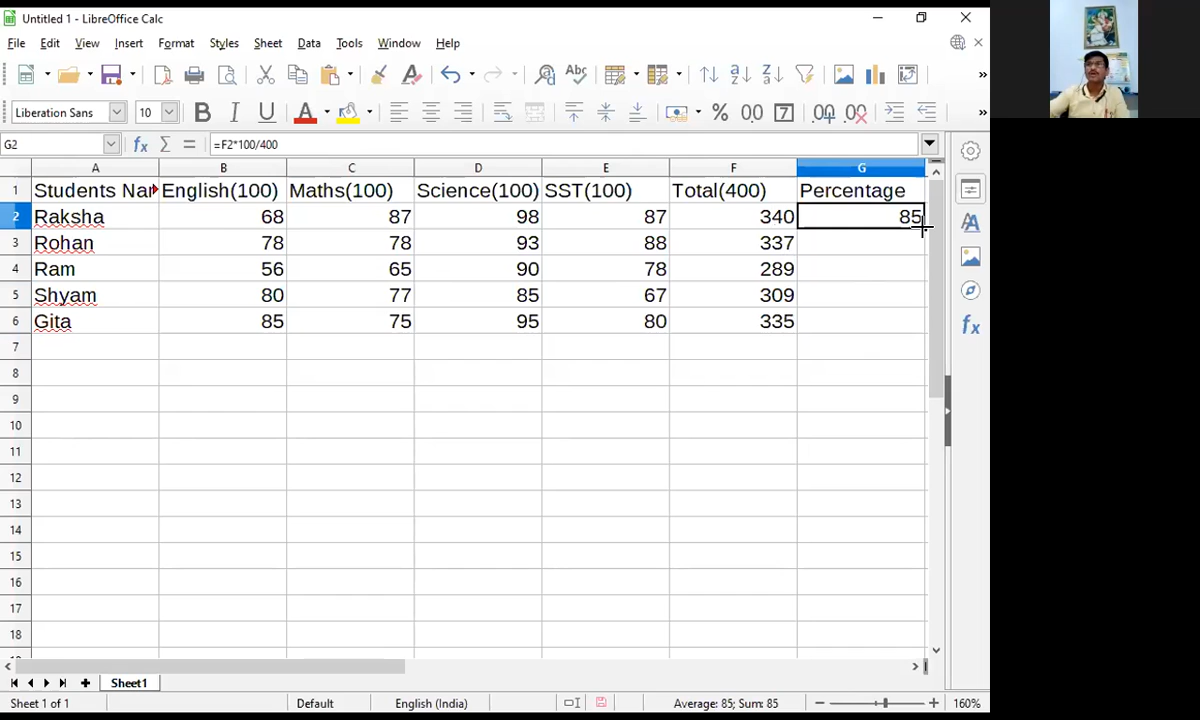 Untitled 1 - LibreOffice Calc
File Edit View Insert Format Styles Sheet Data Tools Window Help
Liberation Sans 10
G2 =F2*100/400
A B C D E F G
1 Students Nar English(100) Maths(100) Science(100) SST(100) Total(400) Percentage
2 Raksha 68 87 98 87 340 85
3 Rohan 78 78 93 88 337
4 Ram 56 65 90 78 289
5 Shyam 80 77 85 67 309
6 Gita 85 75 95 80 335
7
8
9
10
11
12
13
14
15
16
17
18
Sheet1
Sheet 1 of 1 Default English (India) Average: 85; Sum: 85 160%